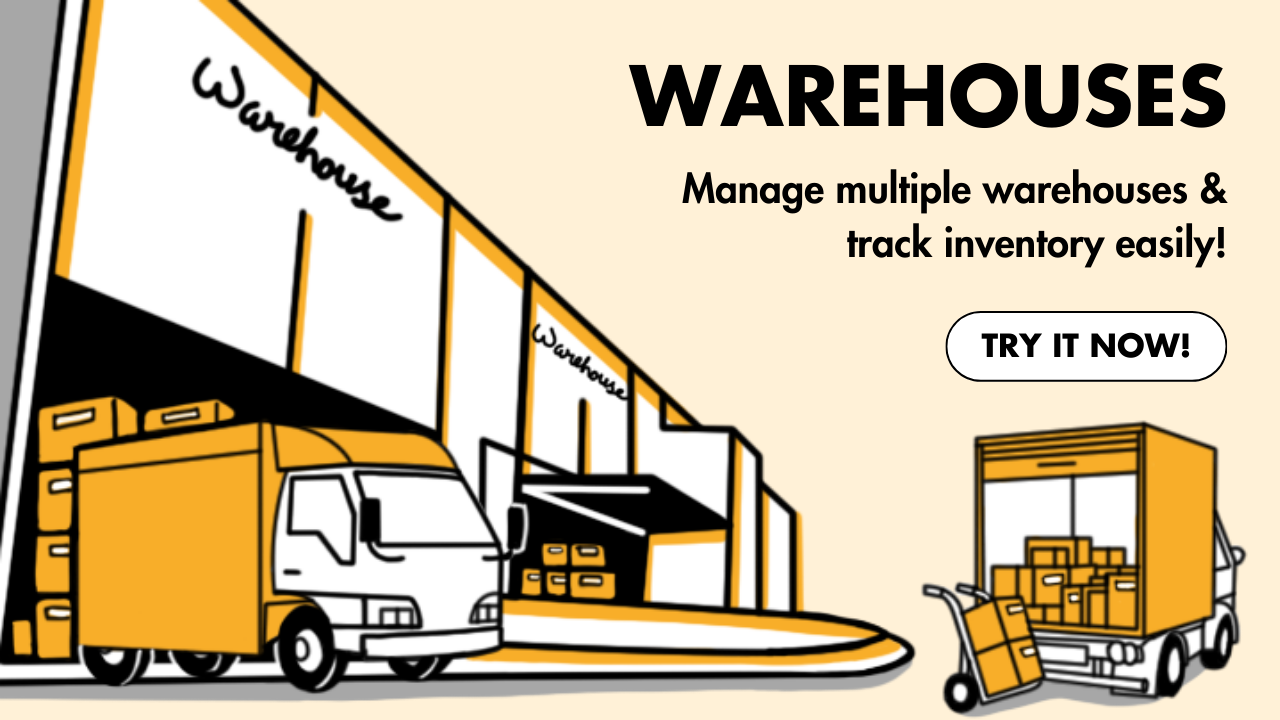 WAREHOUSES
Manage multiple warehouses &
track inventory easily!
TRY IT NOW!
Warehouse
Warehouse